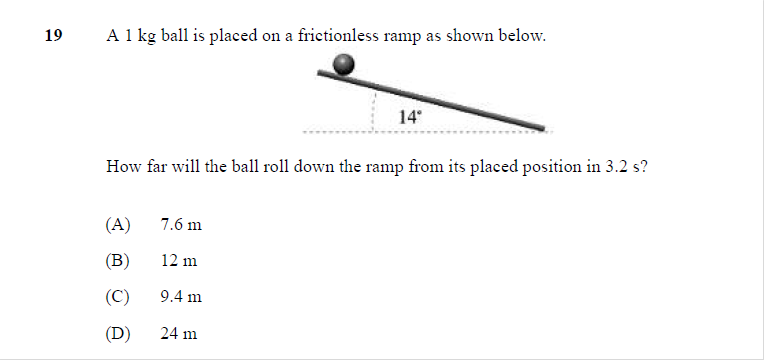 19 A 1 kg ball is placed on a frictionless ramp as shown below.
14°
How far will the ball roll down the ramp from its placed position in 3.2 s?
(A) 7.6 m
(B) 12 m
(C) 9.4 m
(D) 24 m